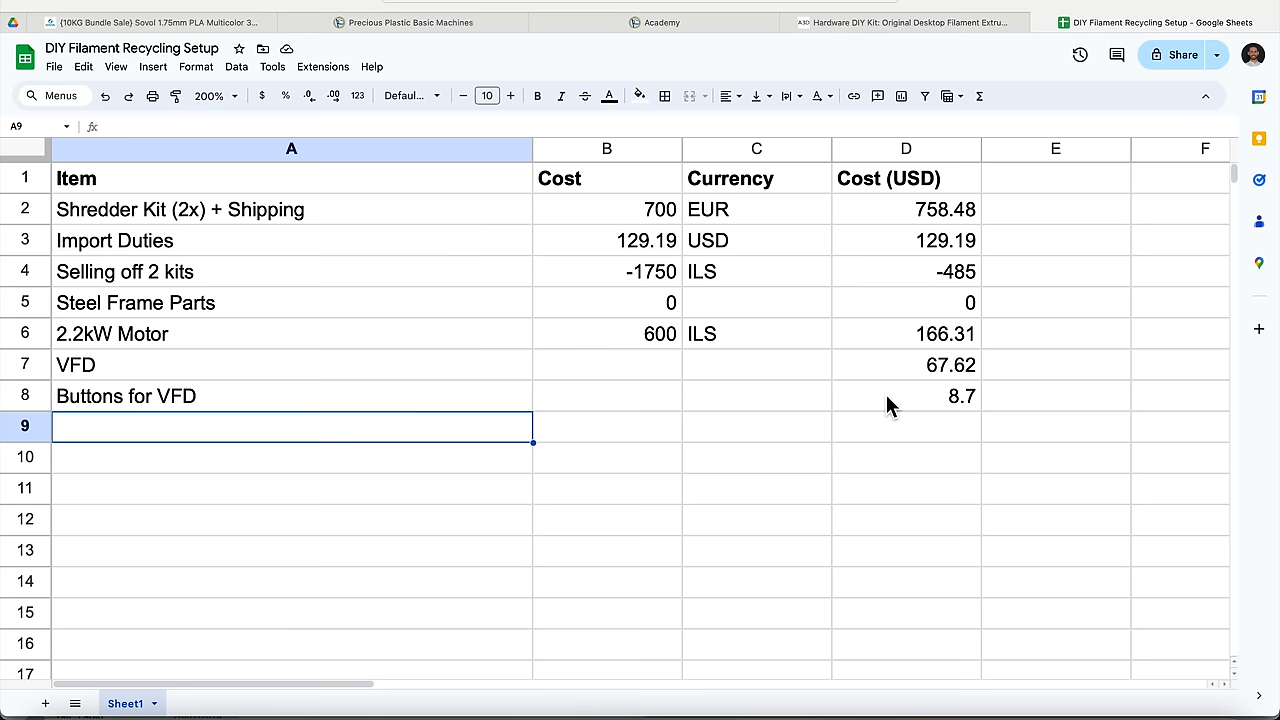 {10KG Bundle Sale} Sovol 1.75mm PLA Multicolor 3...
Precious Plastic Basic Machines
Academy
A3D Hardware DIY Kit: Original Desktop Filament Extru...
DIY Filament Recycling Setup - Google Sheets
DIY Filament Recycling Setup
Share
File Edit View Insert Format Data Tools Extensions Help
Menus 200% $ % .0 .00 123 Defaul... 10 B I S A A Σ
A9 fx
A B C D E F
1 Item Cost Currency Cost (USD)
2 Shredder Kit (2x) + Shipping 700 EUR 758.48
3 Import Duties 129.19 USD 129.19
4 Selling off 2 kits -1750 ILS -485
5 Steel Frame Parts 0 0
6 2.2kW Motor 600 ILS 166.31
7 VFD 67.62
8 Buttons for VFD 8.7
9
10
11
12
13
14
15
16
17
Sheet1